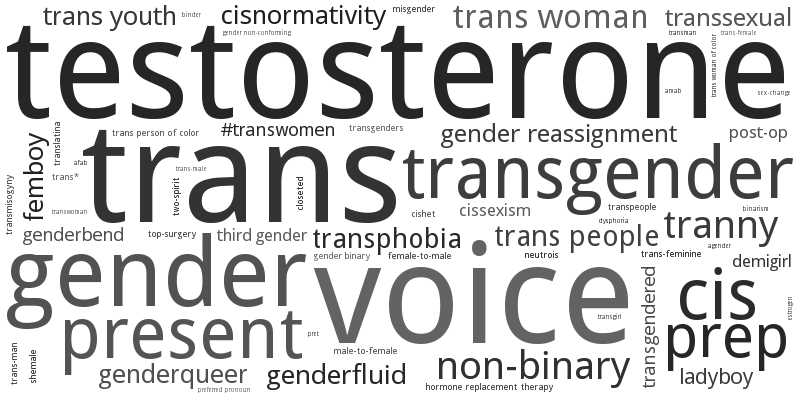 trans youth
binder
cisnormativity
misgender
trans woman
transsexual
gender non-conforming
transman
trans-female
testosterone
trans woman of color
amab
sex-change
trans person of color
#transwomen
transgenders
gender reassignment
post-op
translatina
femboy
afab
trans*
trans
trans-male
two-spirit
closeted
transgender
transmisogyny
transwoman
cishet
cissexism
transpeople
dysphoria
binarism
tranny
genderbend
top-surgery
third gender
transphobia
trans people
agender
gender binary
female-to-male
neutrois
trans-feminine
demigirl
gender
voice
transgirl
transgendered
cis
estrogen
present
pret
prep
male-to-female
trans-man
shemale
genderqueer
genderfluid
non-binary
ladyboy
preferred pronoun
hormone replacement therapy